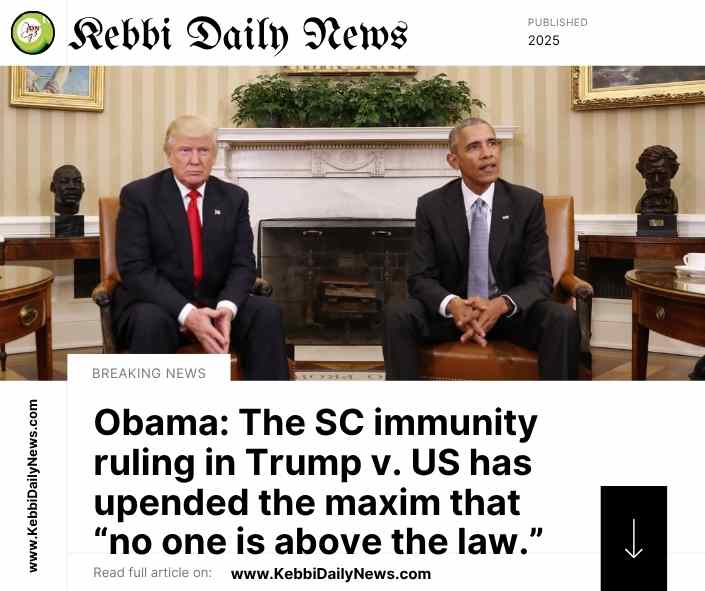 Kebbi Daily News
PUBLISHED
2025
BREAKING NEWS
Obama: The SC immunity
ruling in Trump v. US has
upended the maxim that
“no one is above the law.”
Read full article on:
www.KebbiDailyNews.com
www.KebbiDailyNews.com